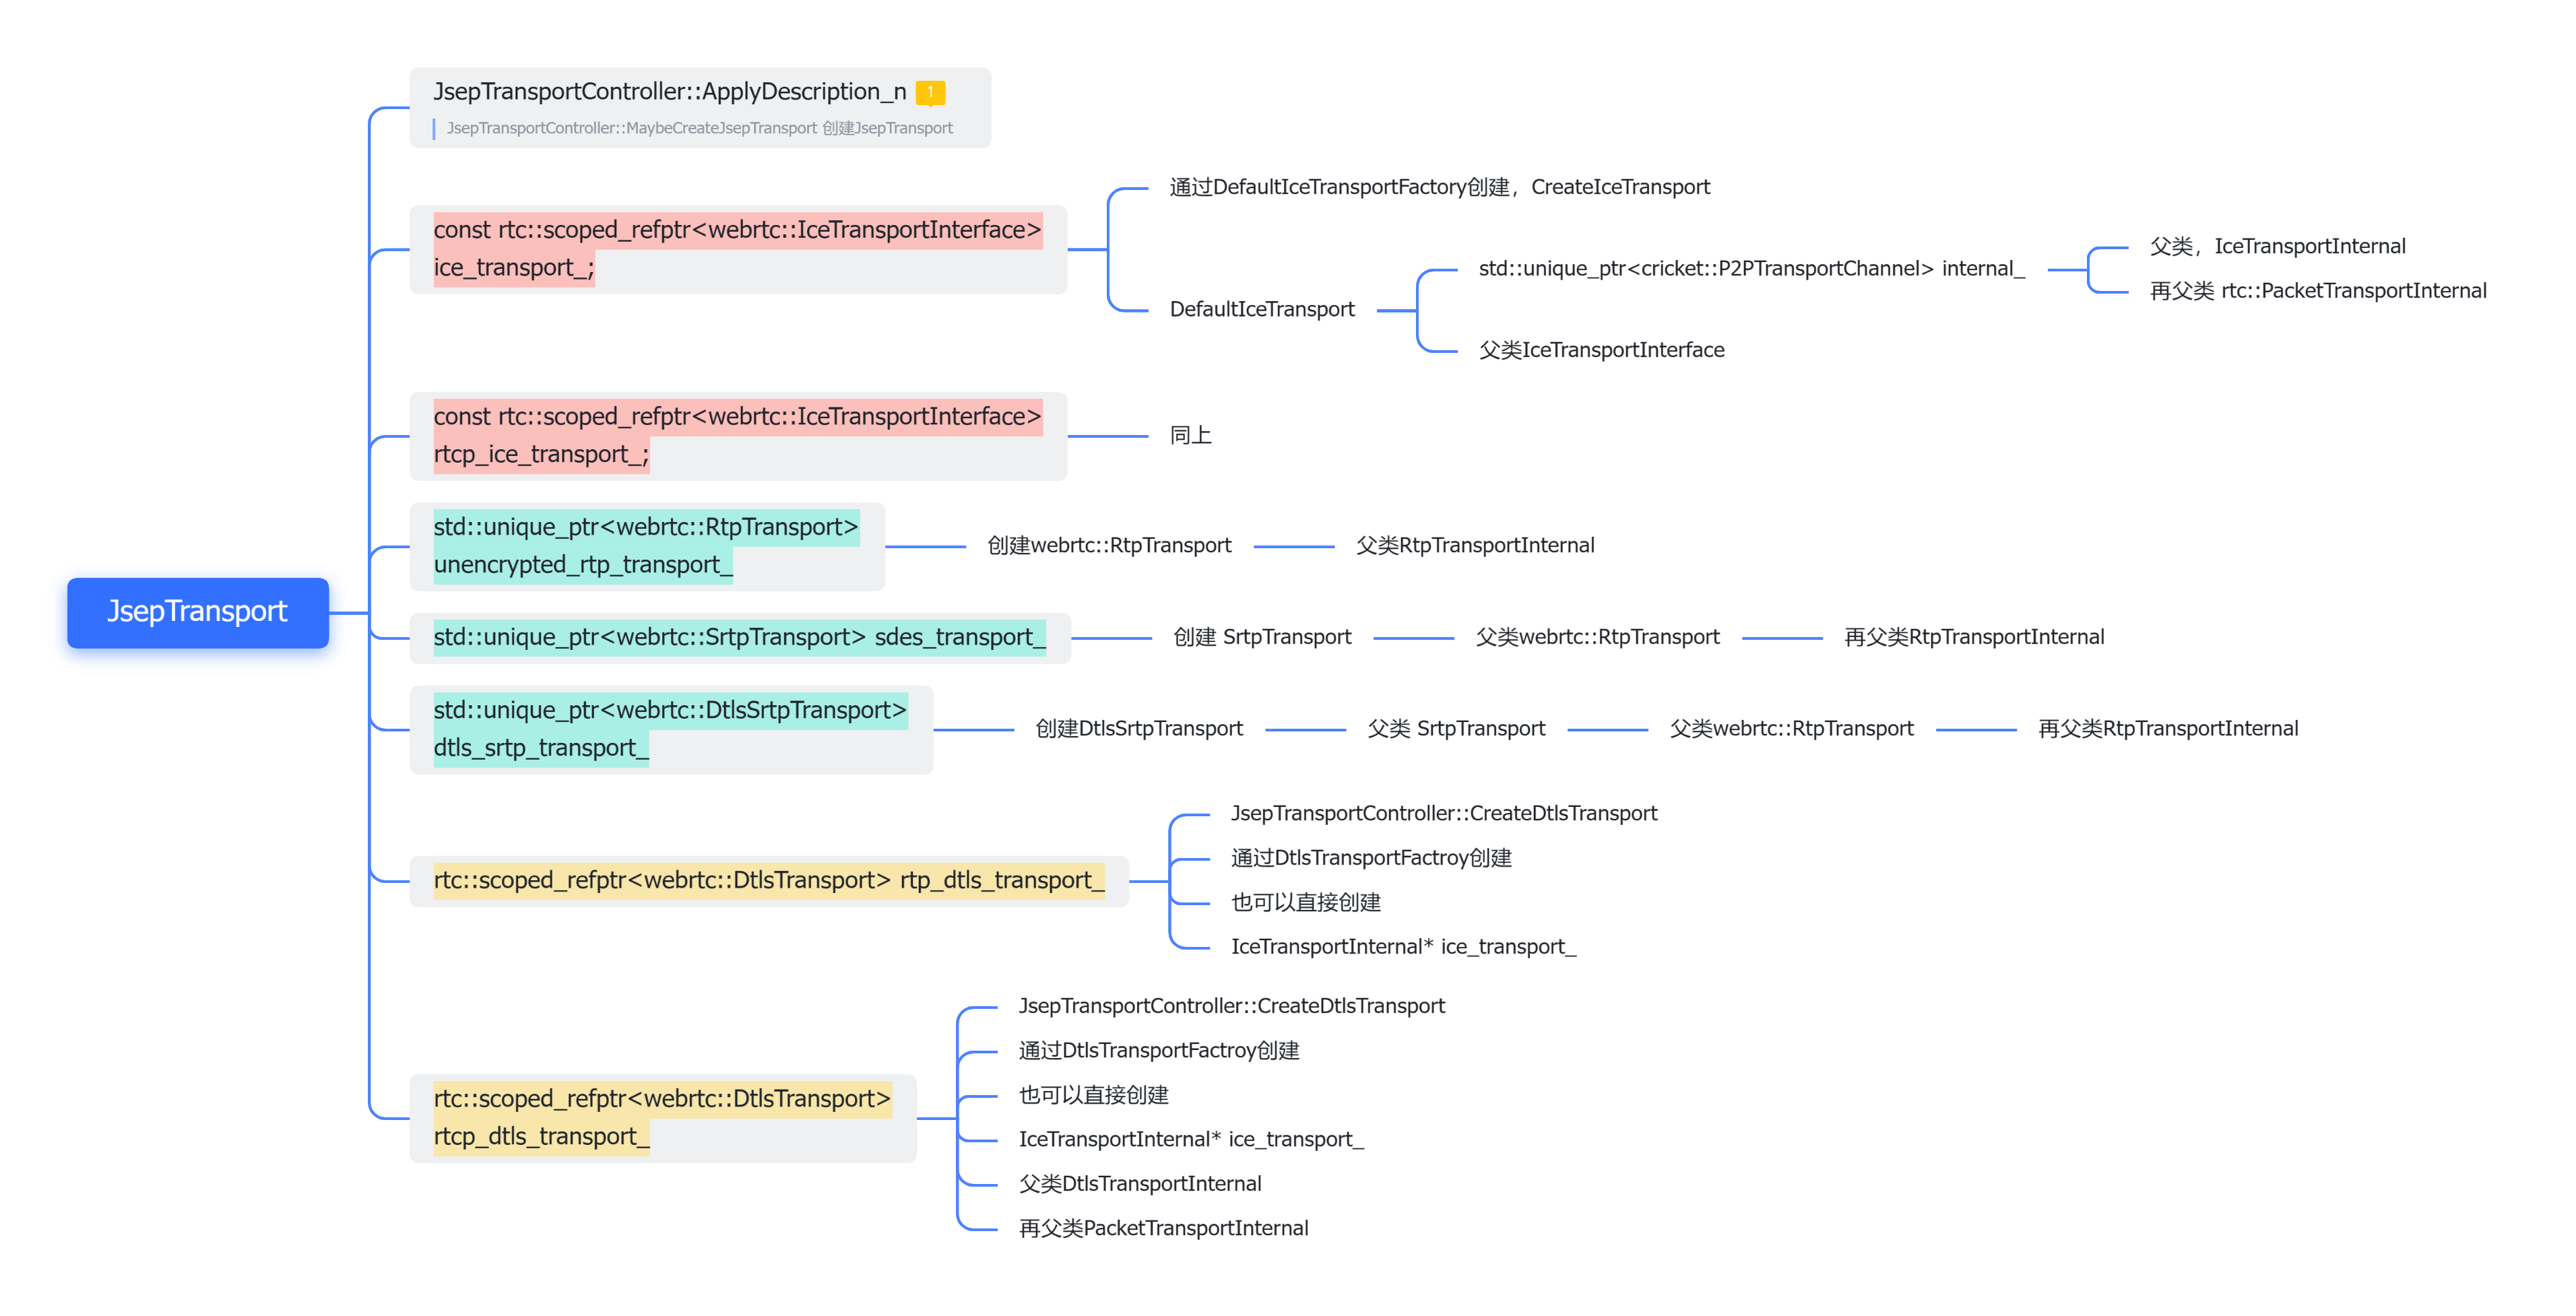 JsepTransport
JsepTransportController::ApplyDescription_n 1
JsepTransportController::MaybeCreateJsepTransport 创建JsepTransport
const rtc::scoped_refptr<webrtc::IceTransportInterface>
ice_transport_;
通过DefaultIceTransportFactory创建，CreateIceTransport
DefaultIceTransport
std::unique_ptr<cricket::P2PTransportChannel> internal_
父类，IceTransportInternal
再父类 rtc::PacketTransportInternal
父类IceTransportInterface
const rtc::scoped_refptr<webrtc::IceTransportInterface>
rtcp_ice_transport_;
同上
std::unique_ptr<webrtc::RtpTransport>
unencrypted_rtp_transport_
创建webrtc::RtpTransport
父类RtpTransportInternal
std::unique_ptr<webrtc::SrtpTransport> sdes_transport_
创建 SrtpTransport
父类webrtc::RtpTransport
再父类RtpTransportInternal
std::unique_ptr<webrtc::DtlsSrtpTransport>
dtls_srtp_transport_
创建DtlsSrtpTransport
父类 SrtpTransport
父类webrtc::RtpTransport
再父类RtpTransportInternal
rtc::scoped_refptr<webrtc::DtlsTransport> rtp_dtls_transport_
JsepTransportController::CreateDtlsTransport
通过DtlsTransportFactroy创建
也可以直接创建
IceTransportInternal* ice_transport_
rtc::scoped_refptr<webrtc::DtlsTransport>
rtcp_dtls_transport_
JsepTransportController::CreateDtlsTransport
通过DtlsTransportFactroy创建
也可以直接创建
IceTransportInternal* ice_transport_
父类DtlsTransportInternal
再父类PacketTransportInternal